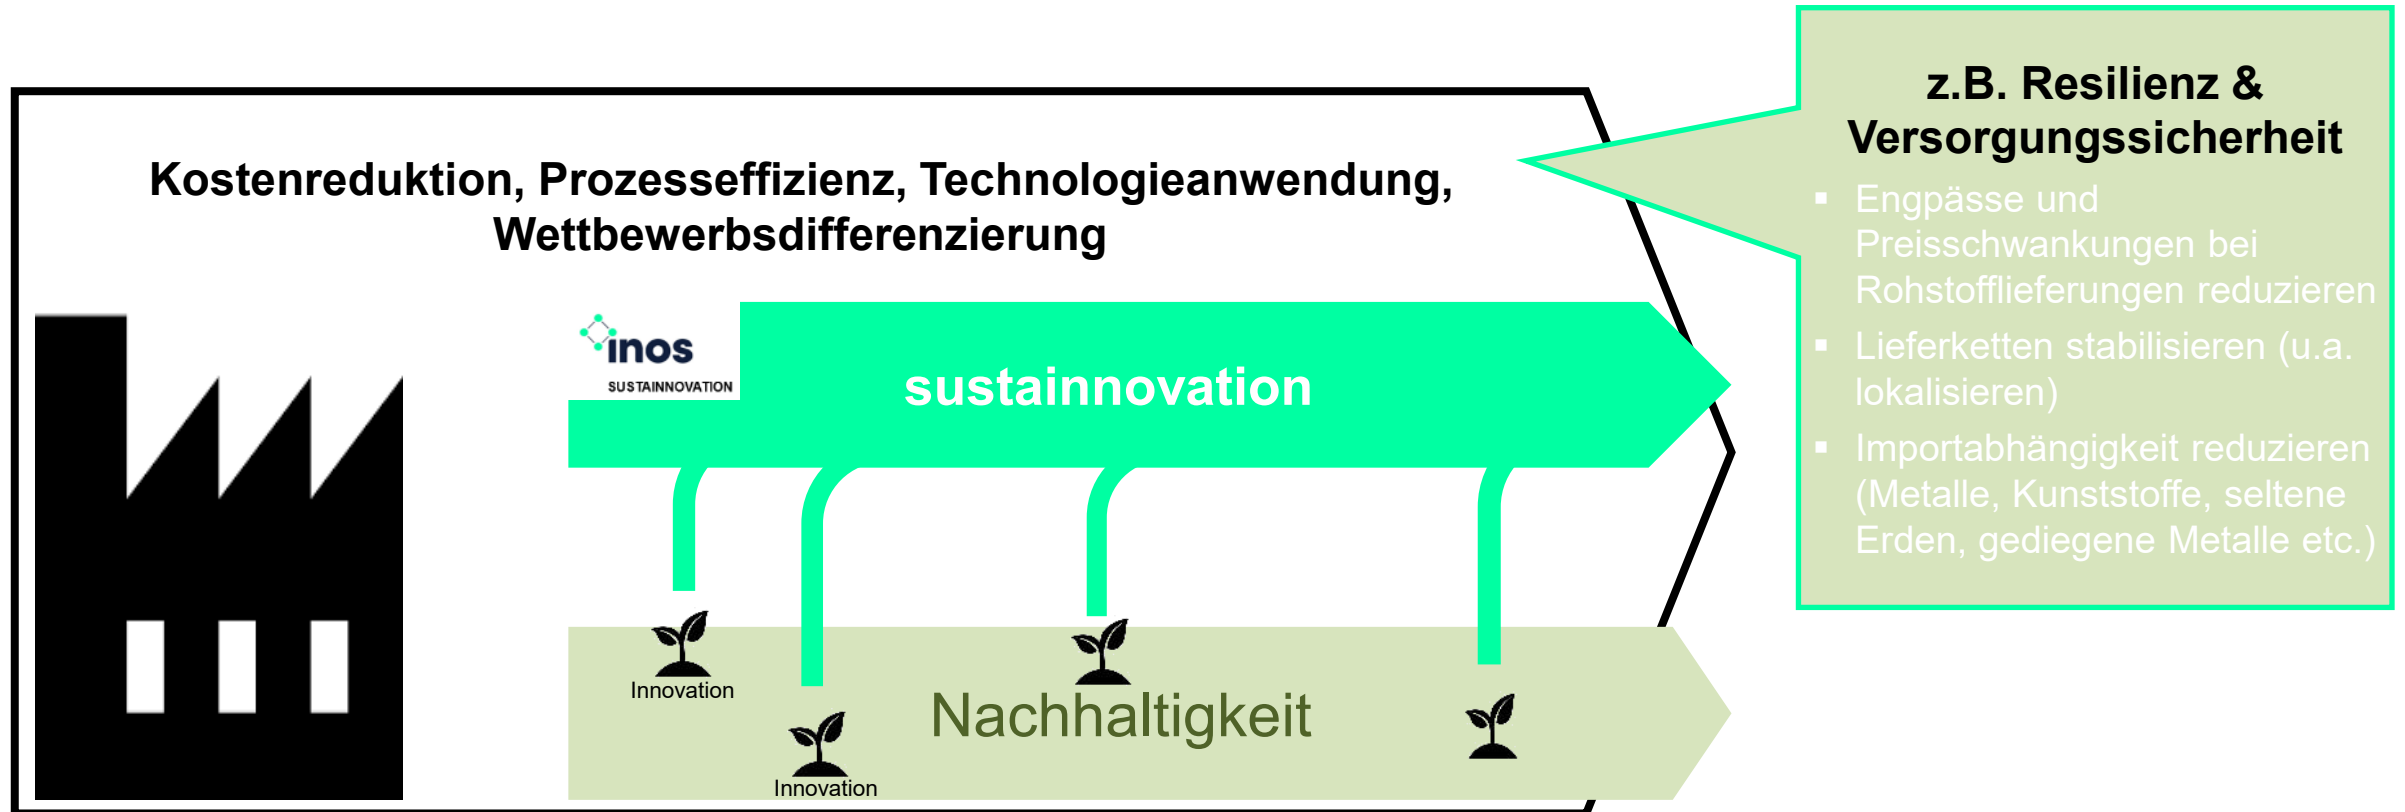 Kostenreduktion, Prozesseffizienz, Technologieanwendung,
Wettbewerbsdifferenzierung
inos
SUSTAINNOVATION
sustainnovation
Innovation
Innovation
Nachhaltigkeit
z.B. Resilienz &
Versorgungssicherheit
▪ Engpässe und
Preisschwankungen bei
Rohstofflieferungen reduzieren
▪ Lieferketten stabilisieren (u.a.
lokalisieren)
▪ Importabhängigkeit reduzieren
(Metalle, Kunststoffe, seltene
Erden, gediegene Metalle etc.)